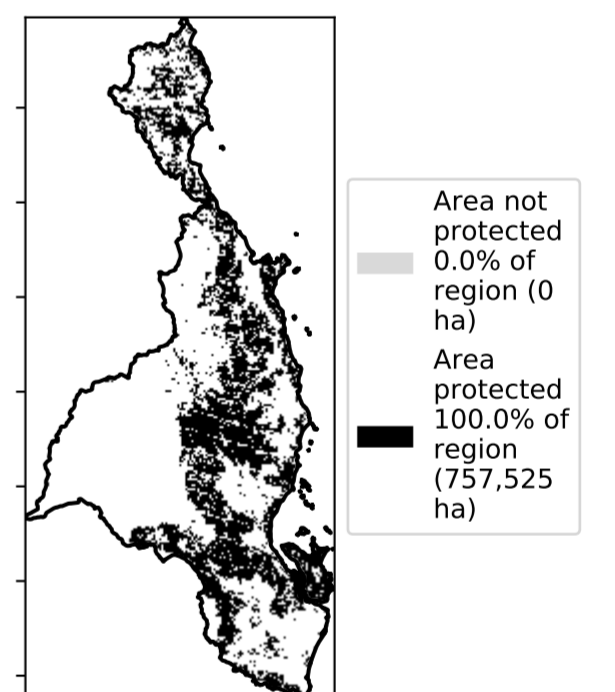 Area not
protected
0.0% of
region (0
ha)
Area
protected
100.0% of
region
(757,525
ha)